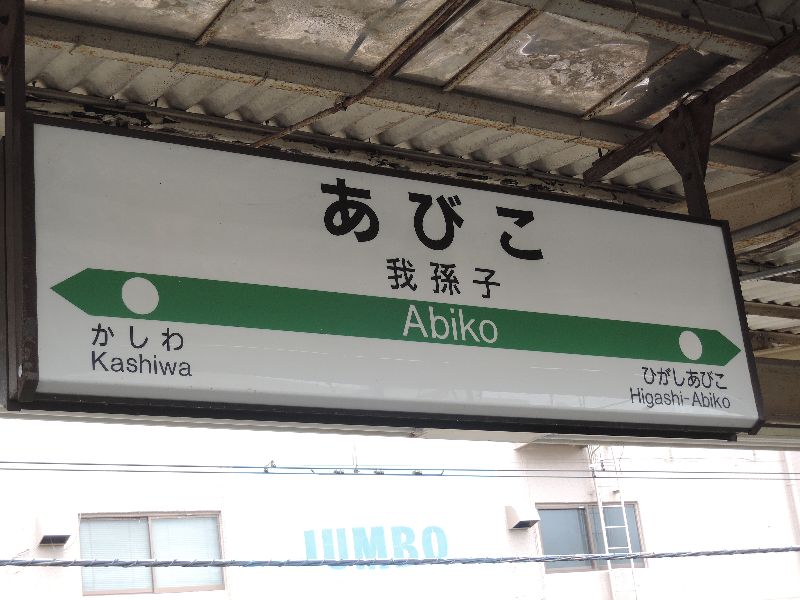 あびこ
我孫子
Abiko
かしわ
Kashiwa
ひがしあびこ
Higashi-Abiko
JUMBO